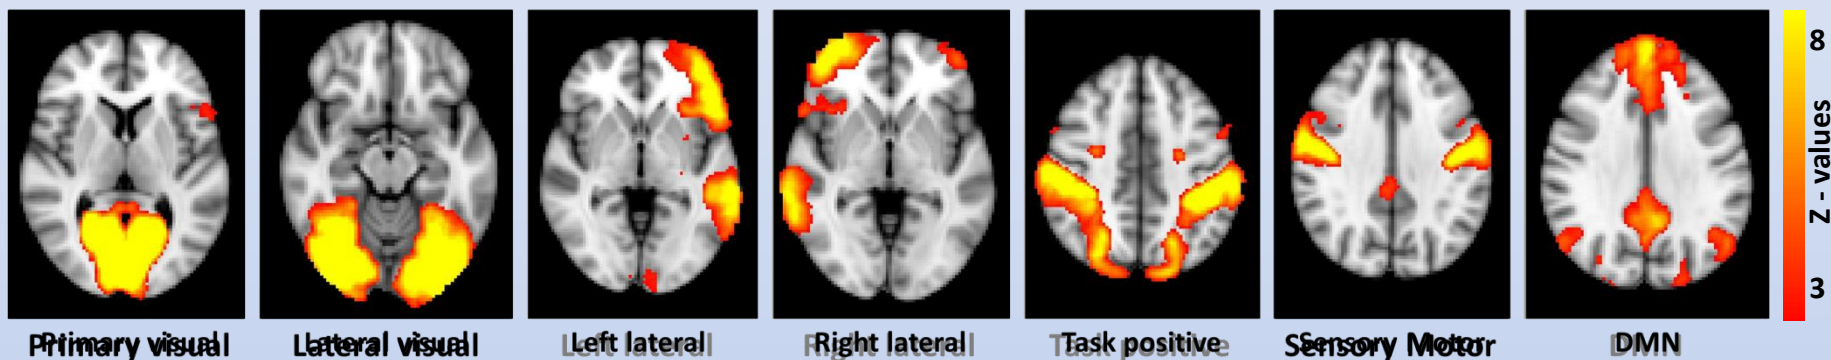 Primary visual
Lateral visual
Left lateral
Right lateral
Task positive
Sensory Motor
DMN
8
Z - values
3